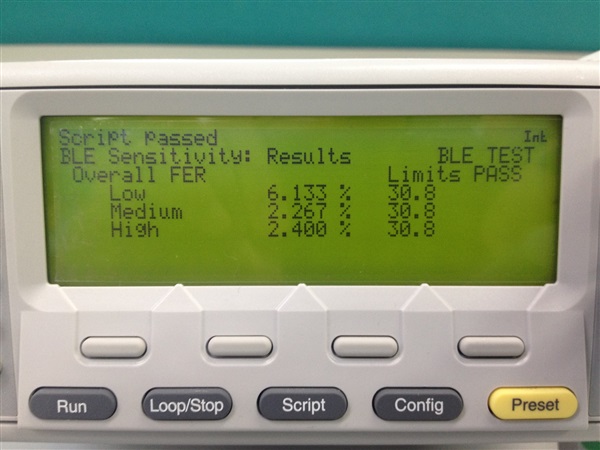 Script passed Int
BLE Sensitivity: Results BLE TEST
Overall FER Limits PASS
Low 6.133 % 30.8
Medium 2.267 % 30.8
High 2.400 % 30.8
Run Loop/Stop Script Config Preset